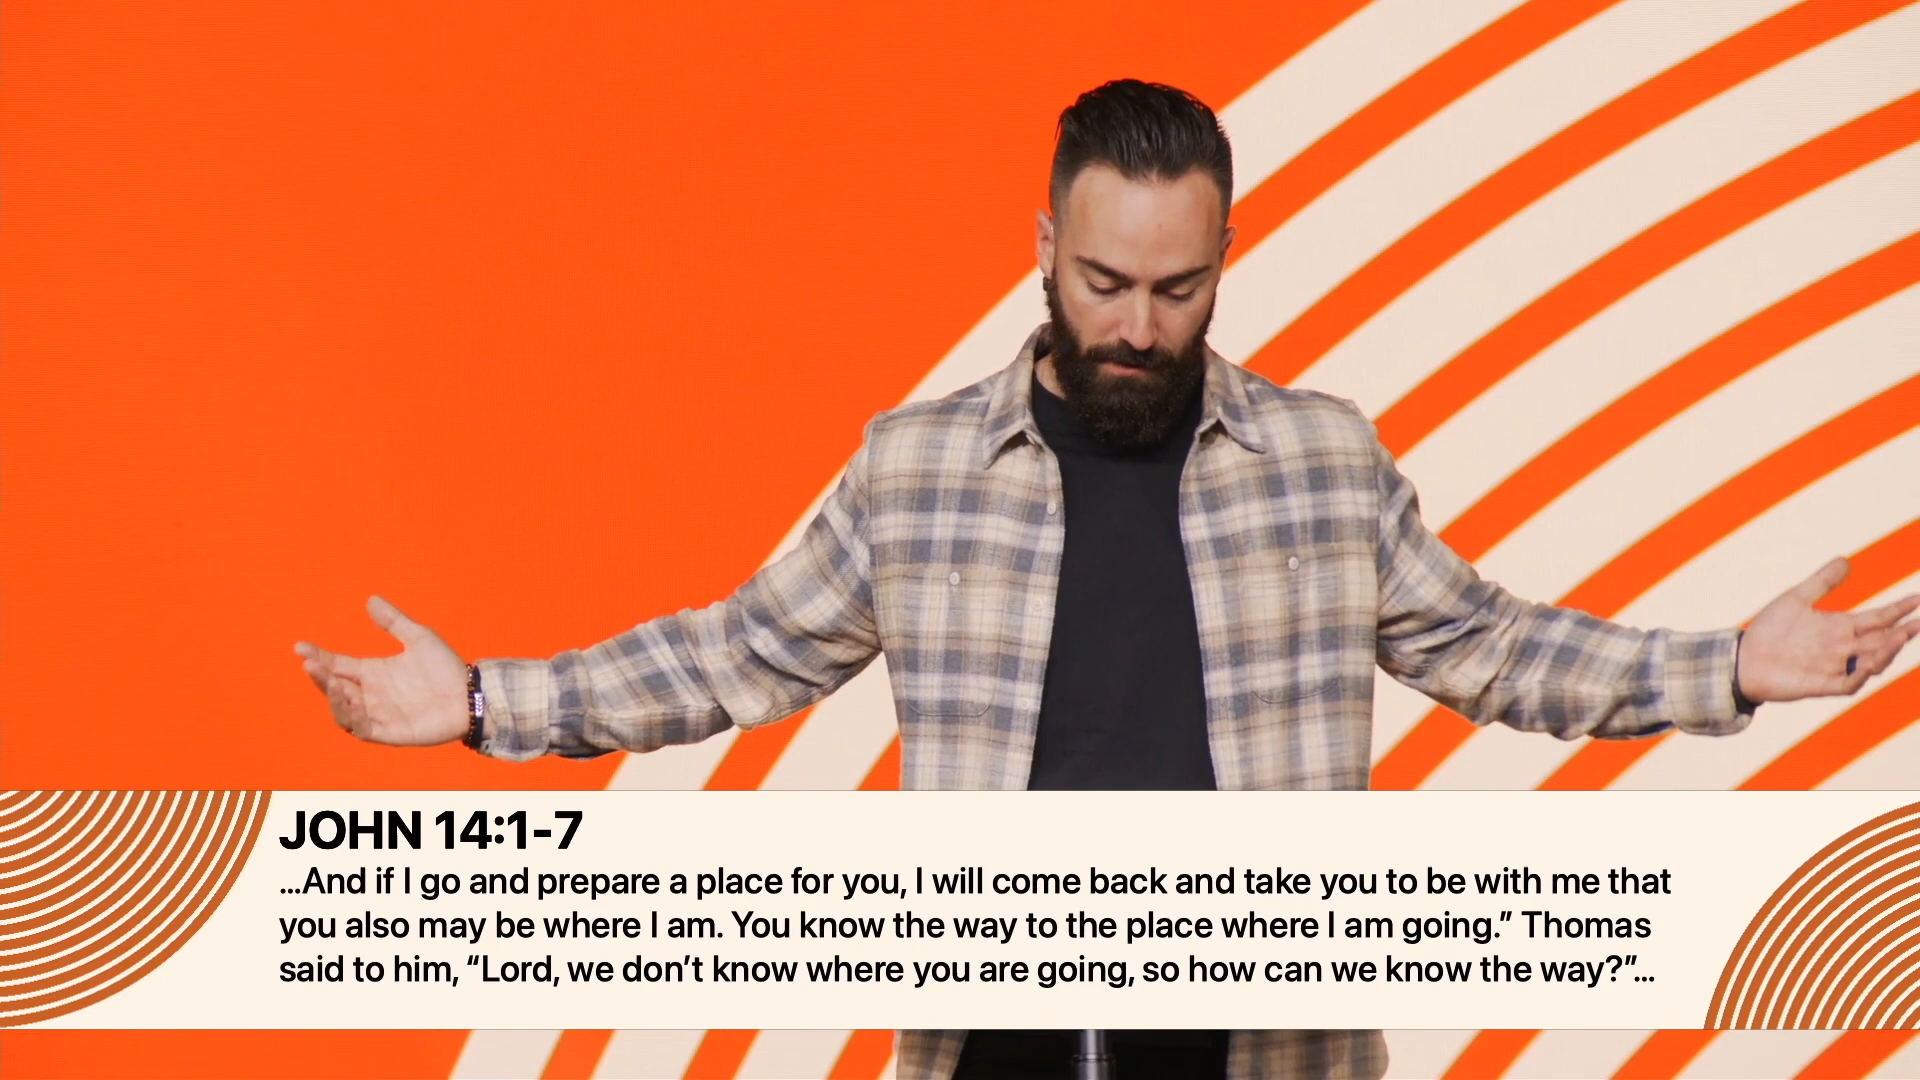 JOHN 14:1-7
...And if I go and prepare a place for you, I will come back and take you to be with me that
you also may be where I am. You know the way to the place where I am going.” Thomas
said to him, “Lord, we don’t know where you are going, so how can we know the way?”...